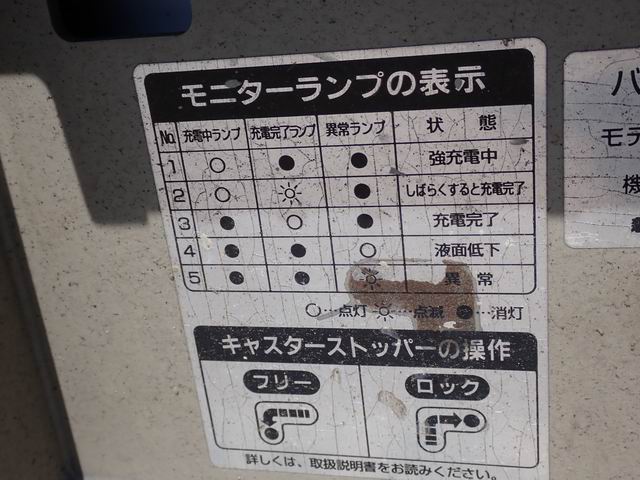 モニターランプの表示
No. 充電中ランプ 充電完了ランプ 異常ランプ 状態
1 ○ ● ● 強充電中
2 ○ ☼ ● しばらくすると充電完了
3 ● ○ ● 充電完了
4 ● ● ○ 液面低下
5 ● ● ☼ 異常
○…点灯 ☼…点滅 ●…消灯
キャスターストッパーの操作
フリー ロック
詳しくは、取扱説明書をお読みください。
バ
モデ
機